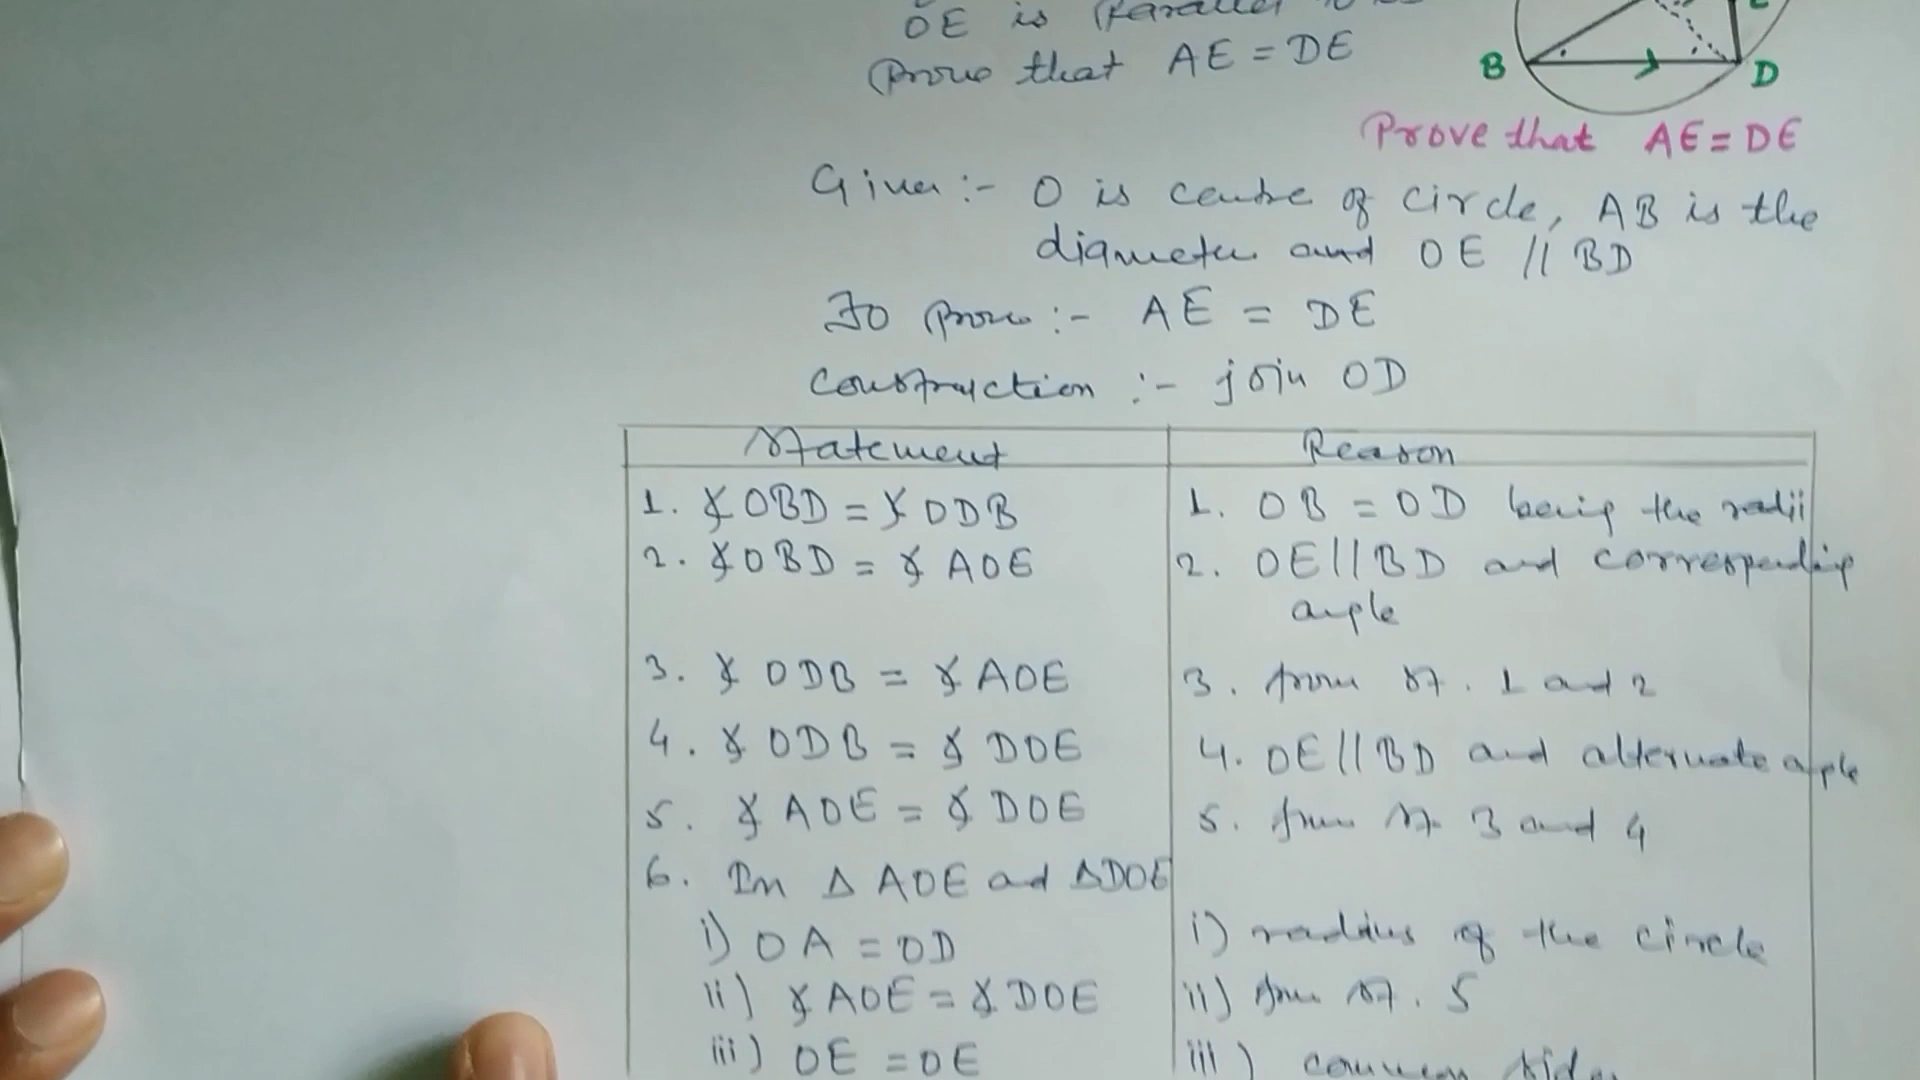 OE is Parallel
Prove that AE = DE
B
D
Prove that AE = DE
Given :- O is centre of circle, AB is the
diameter and OE // BD
To Prove :- AE = DE
Construction :- join OD
Statement
Reason
1. ∡OBD = ∡ODB
1. OB = OD being the radii
2. ∡OBD = ∡AOE
2. OE // BD and corresponding
angle
3. ∡ODB = ∡AOE
3. from st. 1 and 2
4. ∡ODB = ∡DOE
4. OE // BD and alternate angle
5. ∡AOE = ∡DOE
5. from st. 3 and 4
6. In △AOE and △DOE
i) OA = OD
i) radius of the circle
ii) ∡AOE = ∡DOE
ii) from st. 5
iii) OE = OE
iii) common side